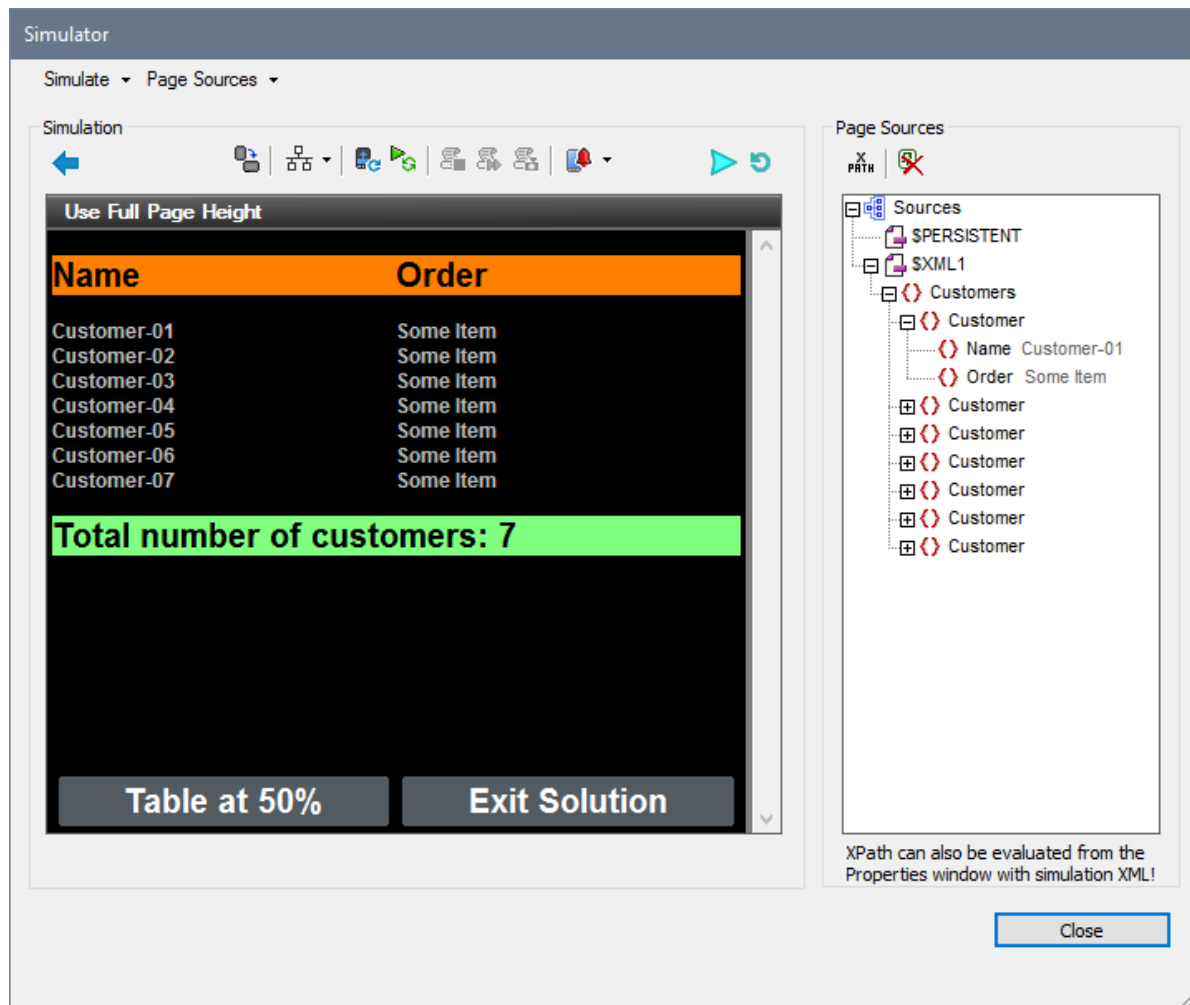 Simulator
Simulate Page Sources
Simulation
Use Full Page Height
Name Order
Customer-01 Some Item
Customer-02 Some Item
Customer-03 Some Item
Customer-04 Some Item
Customer-05 Some Item
Customer-06 Some Item
Customer-07 Some Item
Total number of customers: 7
Table at 50% Exit Solution
Page Sources
X
PATH
Sources
$PERSISTENT
$XML1
Customers
Customer
Name Customer-01
Order Some Item
Customer
Customer
Customer
Customer
Customer
Customer
XPath can also be evaluated from the
Properties window with simulation XML!
Close